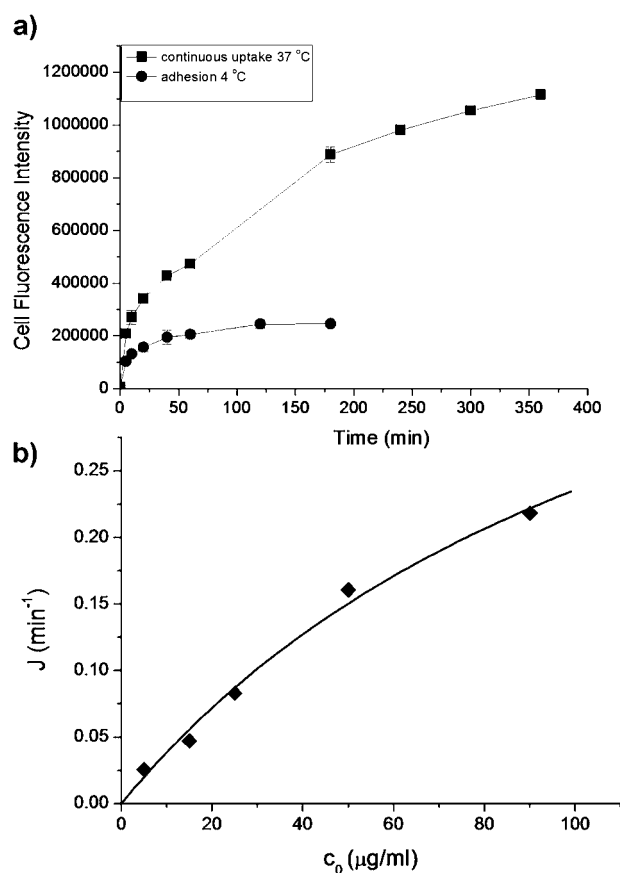 a)
continuous uptake 37 °C
adhesion 4 °C
1200000
1000000
800000
600000
400000
200000
0
Cell Fluorescence Intensity
0 50 100 150 200 250 300 350 400
Time (min)
b)
0.25
0.20
0.15
0.10
0.05
0.00
J (min⁻¹)
0 20 40 60 80 100
c₀ (μg/ml)